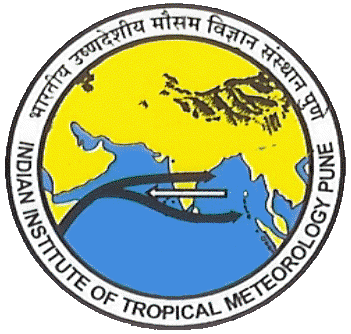 भारतीय उष्णदेशीय मौसम विज्ञान संस्थान पुणे
INDIAN INSTITUTE OF TROPICAL METEOROLOGY PUNE